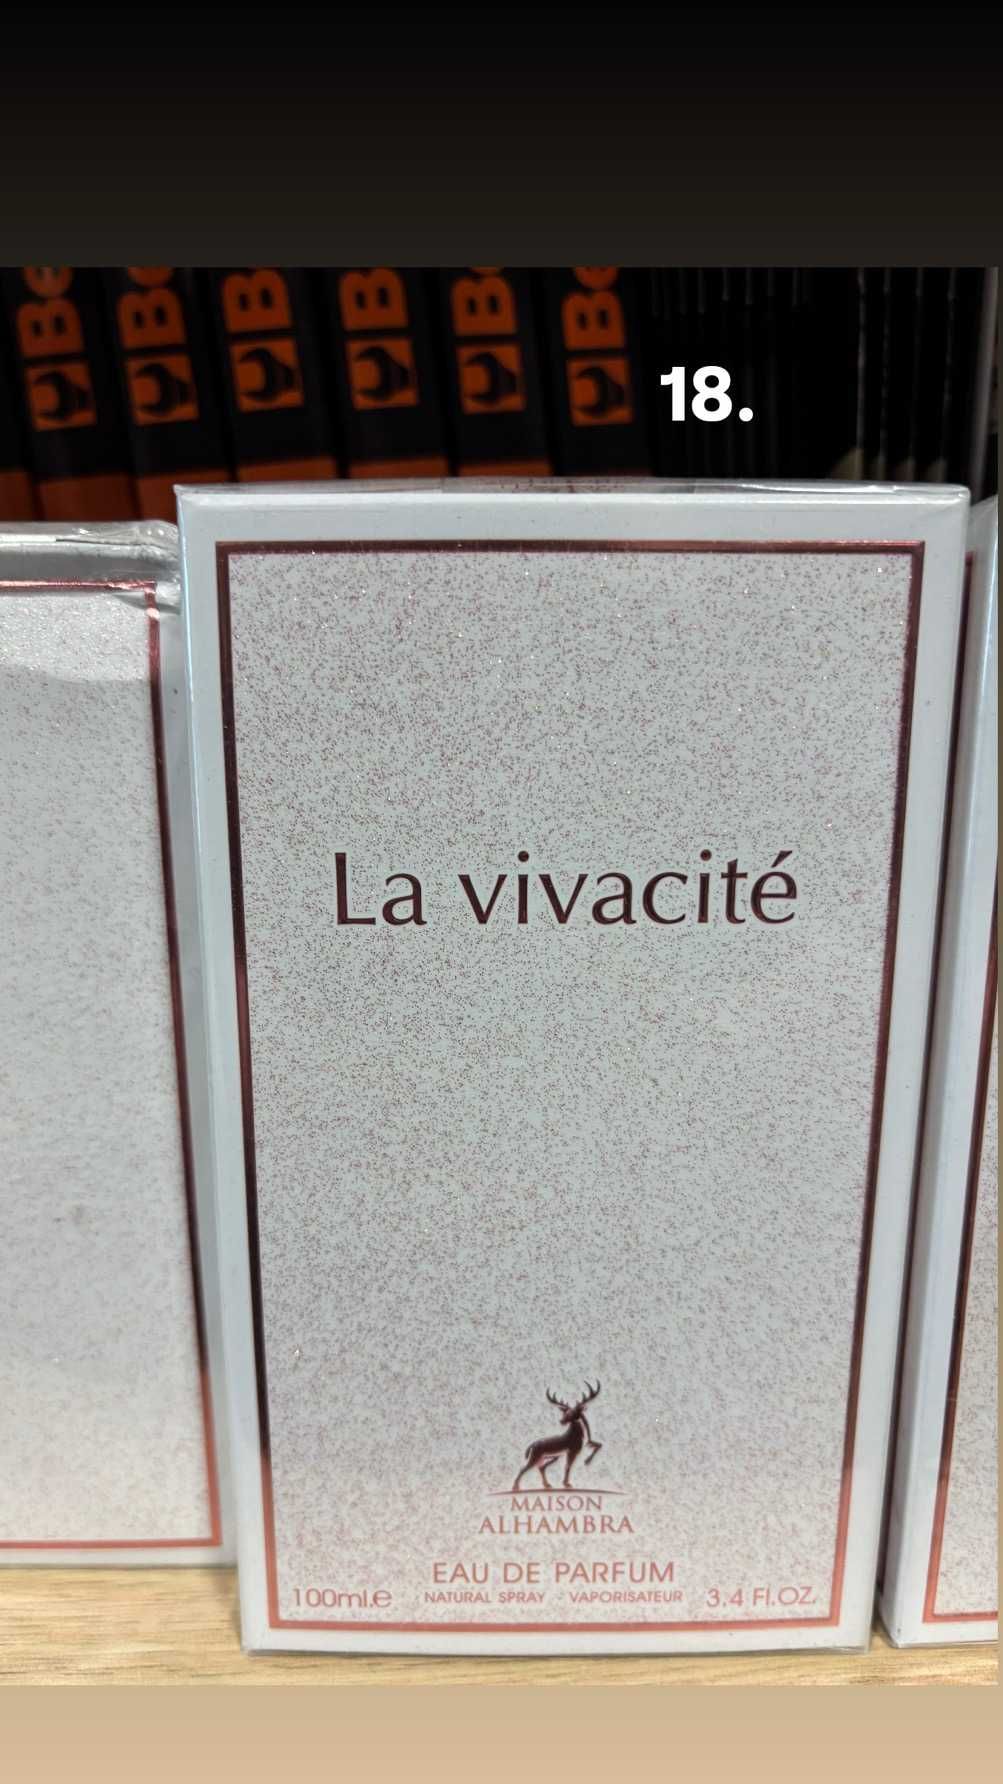 18.
La vivacité
MAISON
ALHAMBRA
EAU DE PARFUM
100ml.e NATURAL SPRAY - VAPORISATEUR 3.4 Fl.OZ.